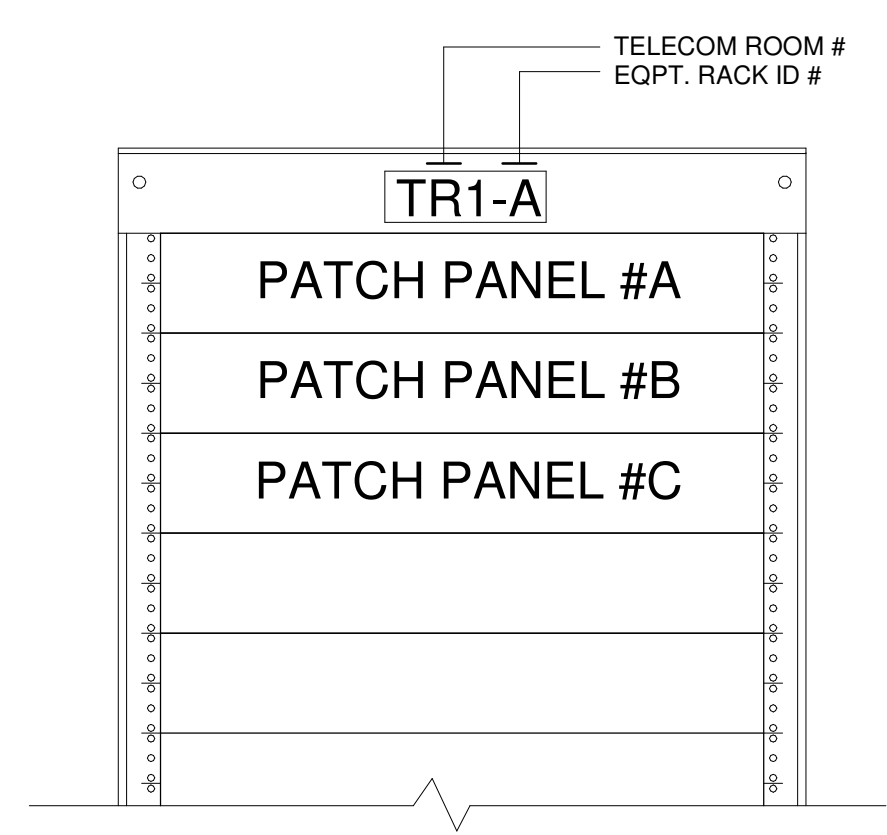 TELECOM ROOM #
EQPT. RACK ID #
TR1-A
PATCH PANEL #A
PATCH PANEL #B
PATCH PANEL #C